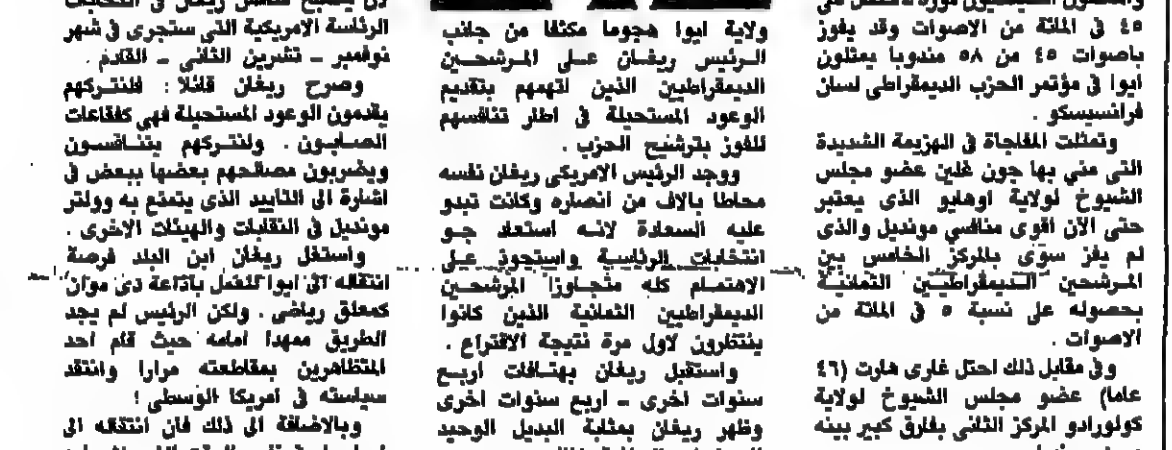 ٤٥ في المائة من الاصوات وقد يفوز
باصوات ٤٥ من ٥٨ مندوبا يمثلون
ايوا في مؤتمر الحزب الديمقراطي لسان
فرانسيسكو .
وتمثلت المفاجاة في الهزيمة الشديدة
التي مني بها جون غلين عضو مجلس
الشيوخ لولاية اوهايو الذي يعتبر
حتى الآن اقوى منافسي مونديل والذي
لم يفز سوى بالمركز الخامس بين
المرشحين الديمقراطيين الثمانية
بحصوله على نسبة ٥ في المائة من
الاصوات .
وفي مقابل ذلك احتل غاري هارت (٤٦
عاما) عضو مجلس الشيوخ لولاية
كولورادو المركز الثاني بفارق كبير بينه
ولاية ايوا هجوما مكثفا من جانب
الرئيس ريغان على المرشحين
الديمقراطيين الذين اتهمهم بتقديم
الوعود المستحيلة في اطار تنافسهم
للفوز بترشيح الحزب .
ووجد الرئيس الامريكي ريغان نفسه
محاطا بالاف من انصاره وكانت تبدو
عليه السعادة لانه استعاد جو
انتخابات الرئاسية واستحوذ على
الاهتمام كله متجاوزا المرشحين
الديمقراطيين الثمانية الذين كانوا
ينتظرون لاول مرة نتيجة الاقتراع .
واستقبل ريغان بهتافات اربع
سنوات اخرى - اربع سنوات اخرى
وظهر ريغان بمثابة البديل الوحيد
الرئاسة الامريكية التي ستجرى في شهر
نوفمبر - تشرين الثاني - القادم .
وصرح ريغان قائلا : فلنتركهم
يقدمون الوعود المستحيلة فهي كفقاعات
الصابون . ولنتركهم يتنافسون
ويضربون مصالحهم بعضها ببعض في
اشارة الى التاييد الذي يتمتع به وولتر
مونديل في النقابات والهيئات الاخرى .
واستغل ريغان ابن البلد فرصة
انتقاله الى ايوا للعمل باذاعة دي موان
كمعلق رياضي . ولكن الرئيس لم يجد
الطريق ممهدا امامه حيث قام احد
المتظاهرين بمقاطعته مرارا وانتقد
سياسته في امريكا الوسطى !
وبالاضافة الى ذلك فان انتقاله الى